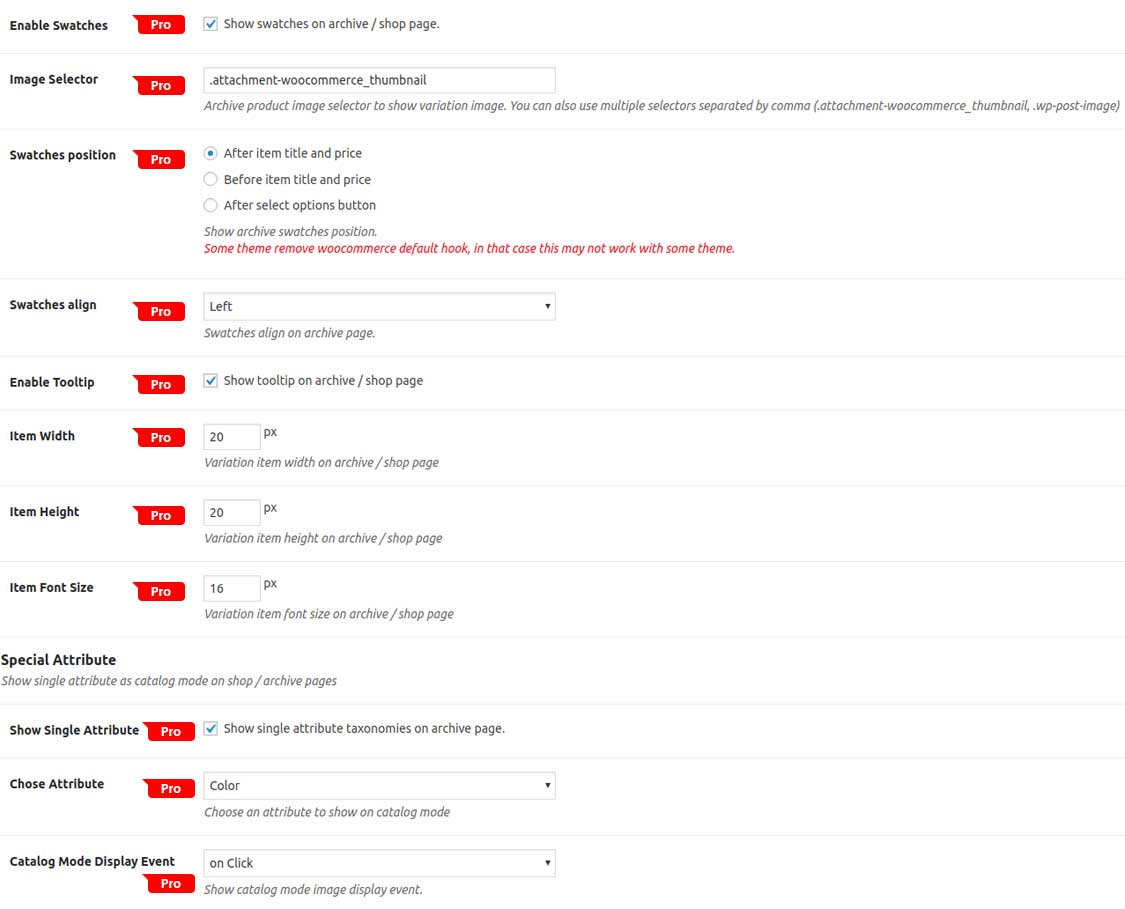 Enable Swatches Pro Show swatches on archive / shop page.
Image Selector Pro .attachment-woocommerce_thumbnail
Archive product image selector to show variation image. You can also use multiple selectors separated by comma (.attachment-woocommerce_thumbnail, .wp-post-image)
Swatches position Pro After item title and price
Before item title and price
After select options button
Show archive swatches position.
Some theme remove woocommerce default hook, in that case this may not work with some theme.
Swatches align Pro Left
Swatches align on archive page.
Enable Tooltip Pro Show tooltip on archive / shop page
Item Width Pro 20 px
Variation item width on archive / shop page
Item Height Pro 20 px
Variation item height on archive / shop page
Item Font Size Pro 16 px
Variation item font size on archive / shop page
Special Attribute
Show single attribute as catalog mode on shop / archive pages
Show Single Attribute Pro Show single attribute taxonomies on archive page.
Chose Attribute Pro Color
Choose an attribute to show on catalog mode
Catalog Mode Display Event on Click
Pro Show catalog mode image display event.